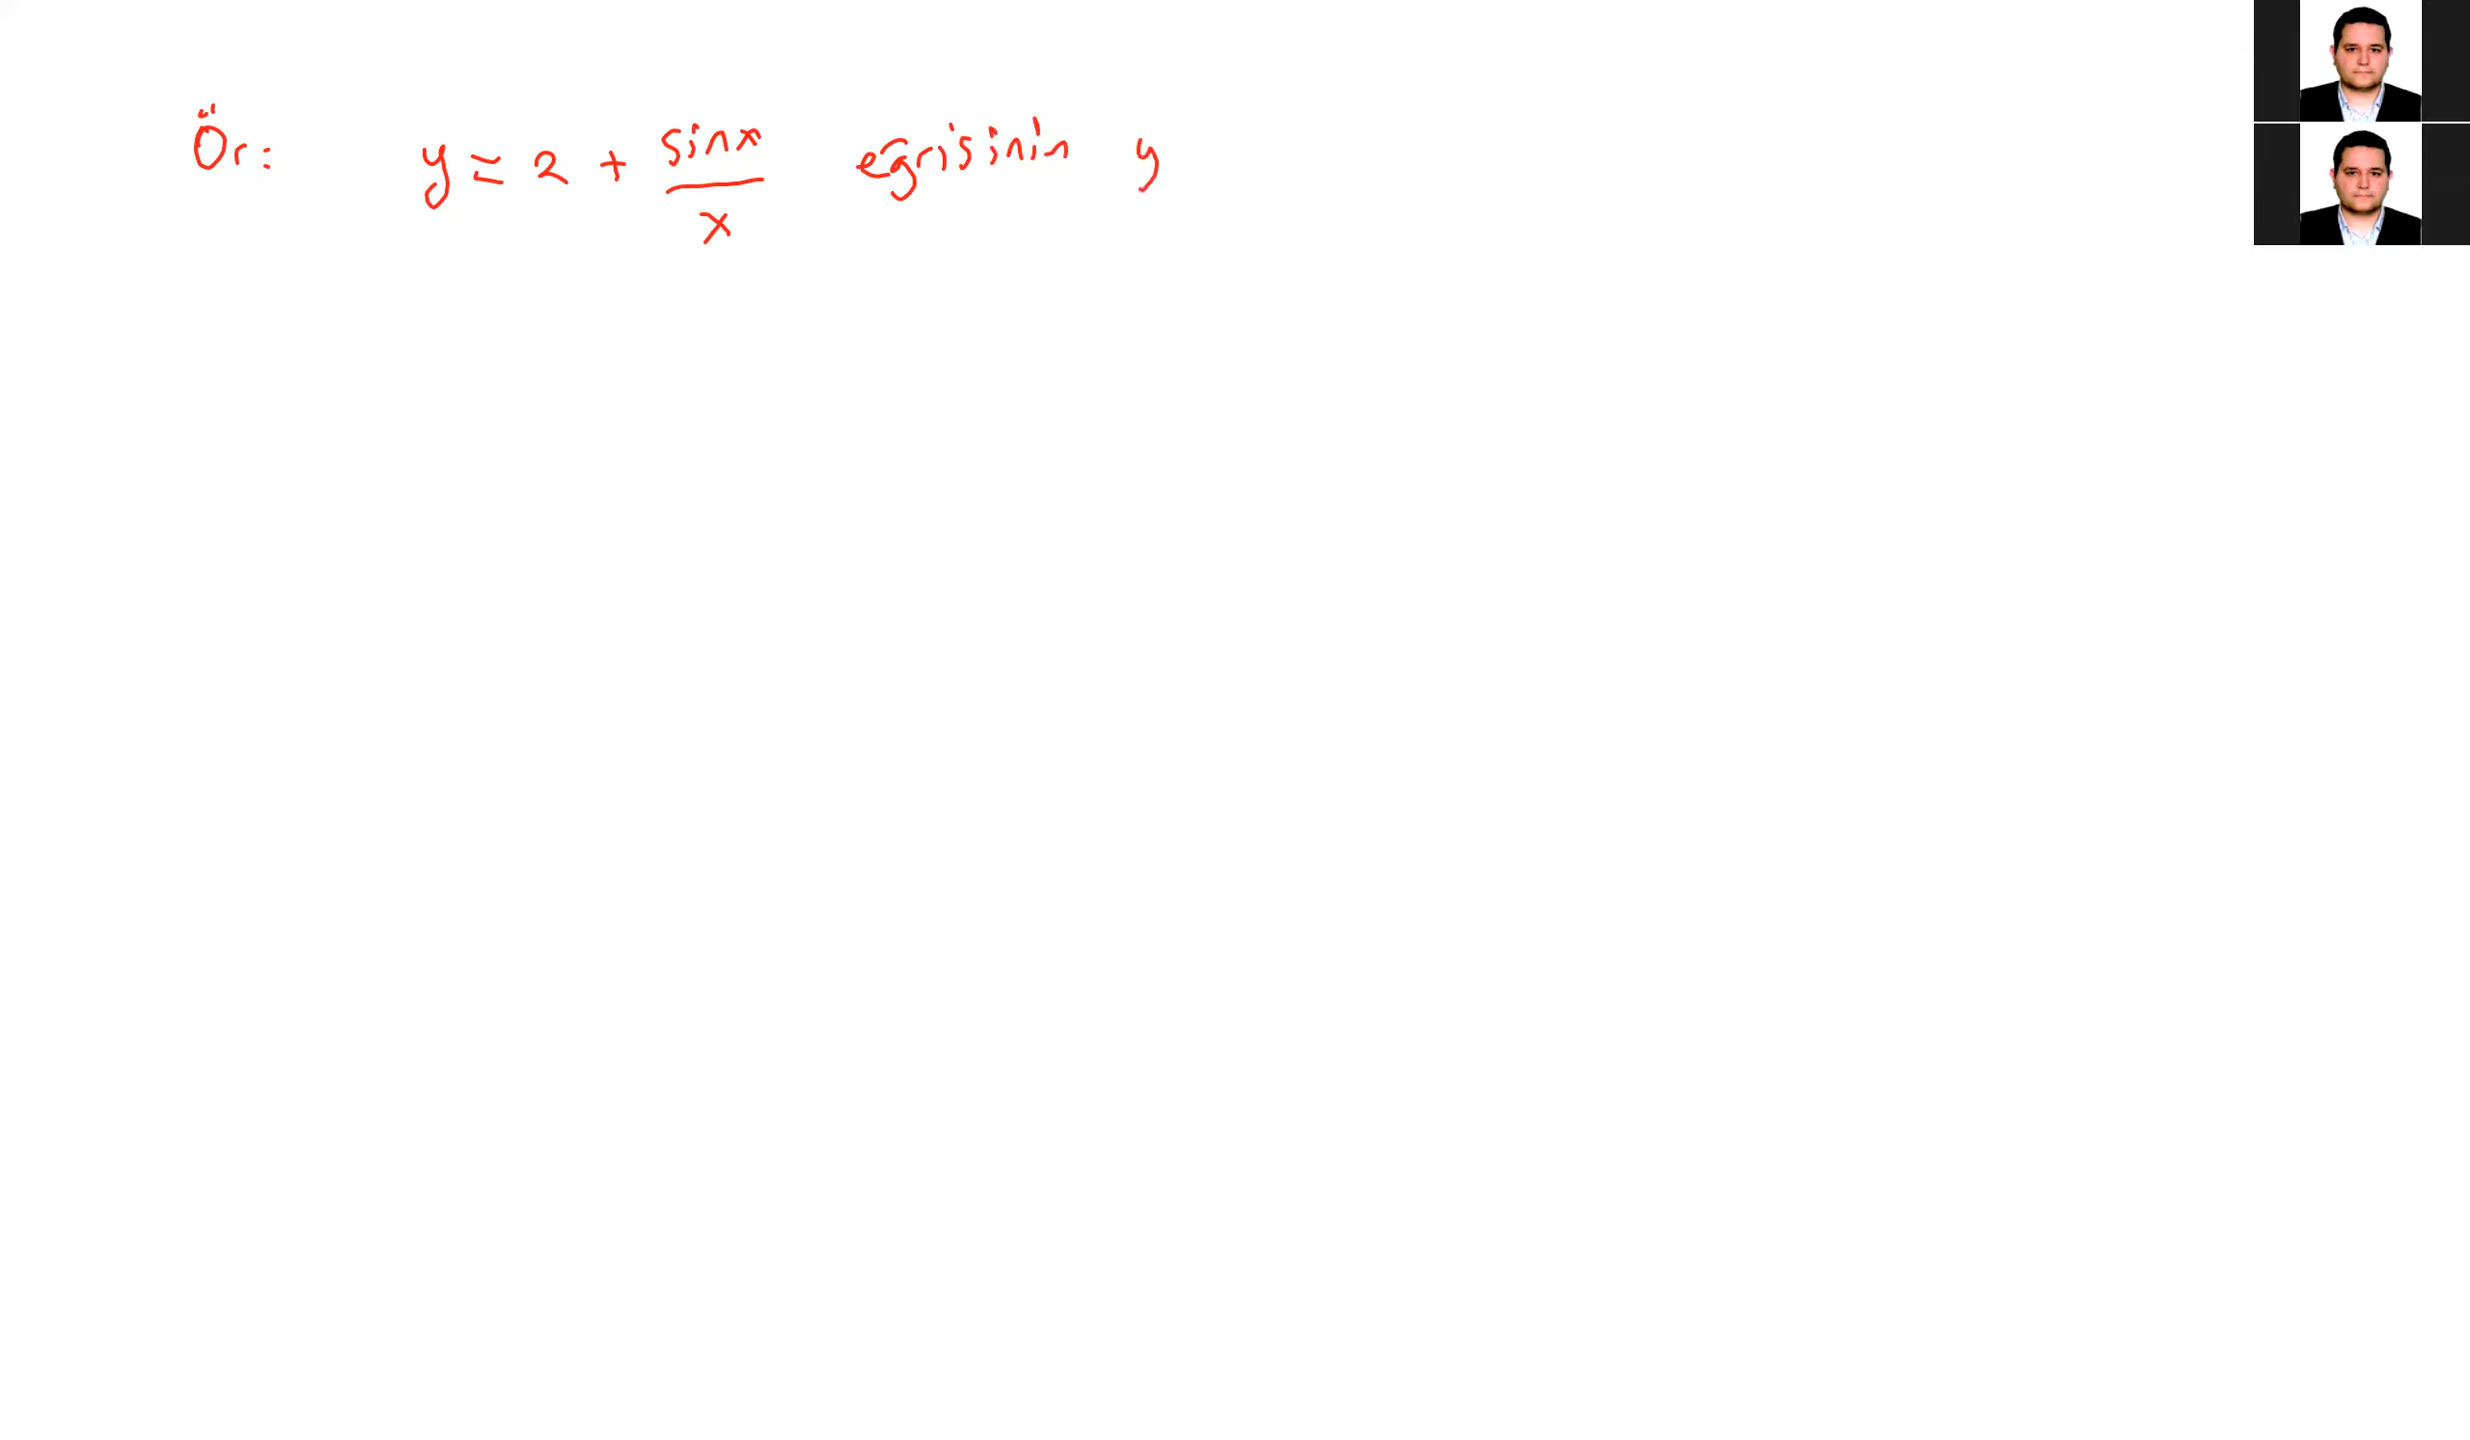 Ör: y = 2 + sinx/x eğrisinin y